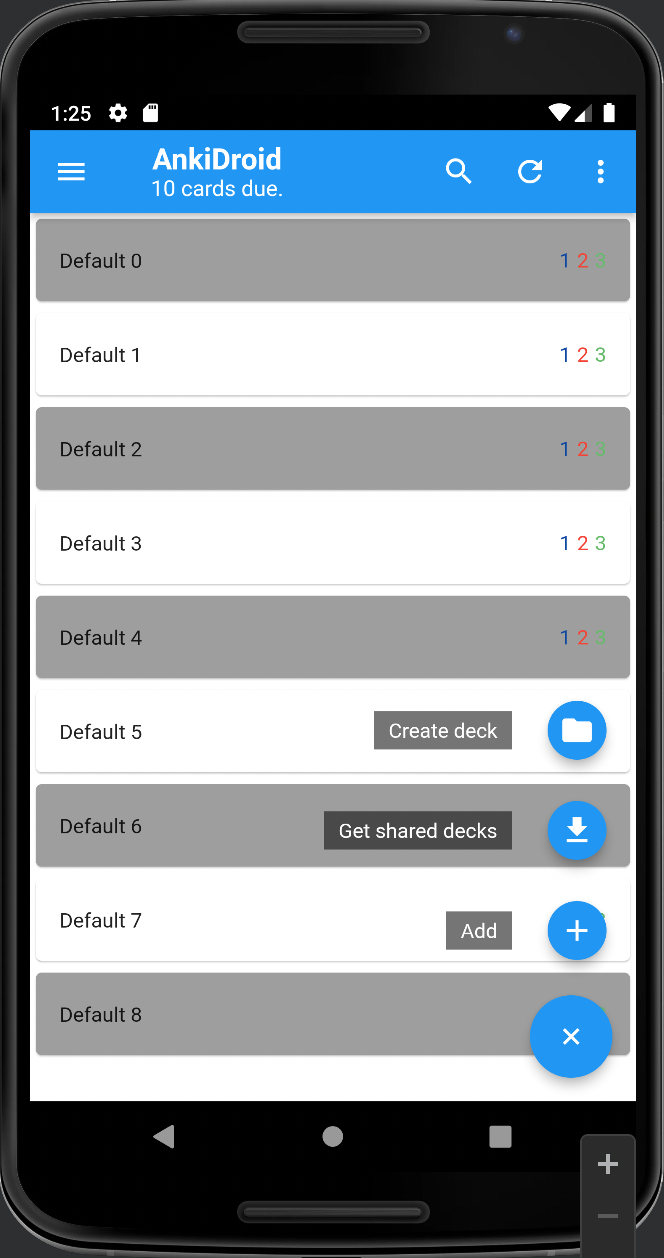 1:25
AnkiDroid
10 cards due.
Default 0 1 2 3
Default 1 1 2 3
Default 2 1 2 3
Default 3 1 2 3
Default 4 1 2 3
Default 5 Create deck
Default 6 Get shared decks
Default 7 Add
Default 8